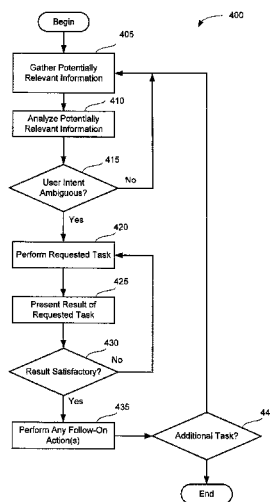 Begin
400
405
Gather Potentially
Relevant Information
410
Analyze Potentially
Relevant Information
415
User Intent
Ambiguous?
No
Yes
420
Perform Requested Task
425
Present Result of
Requested Task
430
Result Satisfactory?
No
Yes
435
Perform Any Follow-On
Action(s)
44
Additional Task?
End